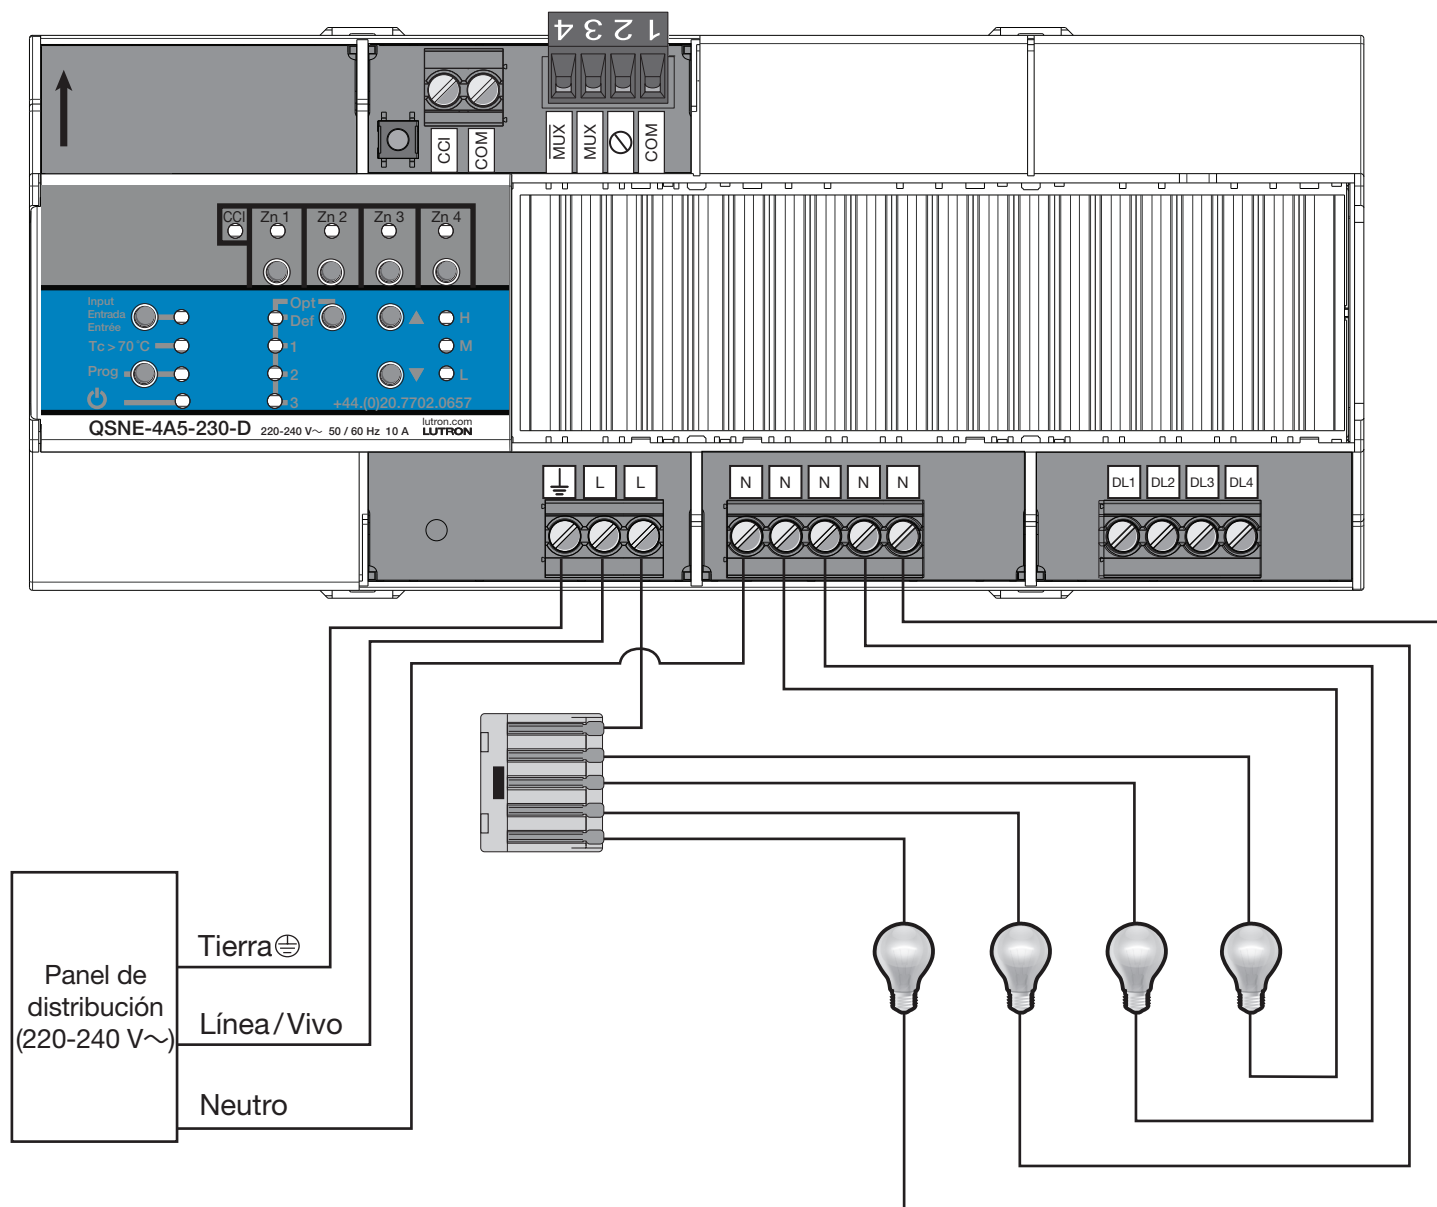 4 3 2 1
CCI
COM
MUX
MUX
COM
CCI Zn 1 Zn 2 Zn 3 Zn 4
Input
Entrada
Entrée
Opt
Def
H
Tc > 70 °C
1
M
Prog
2
L
3
+44.(0)20.7702.0657
QSNE-4A5-230-D 220-240 V～ 50 / 60 Hz 10 A
lutron.com
LUTRON
L L
N N N N N
DL1 DL2 DL3 DL4
Tierra
Panel de
distribución
(220-240 V～)
Línea/Vivo
Neutro